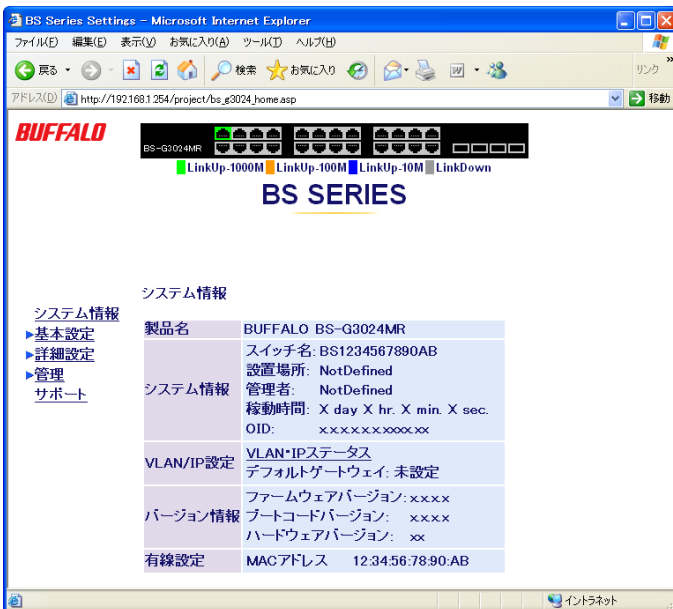 BS Series Settings - Microsoft Internet Explorer
ファイル(F) 編集(E) 表示(V) お気に入り(A) ツール(T) ヘルプ(H)
戻る 検索 お気に入り リンク »
アドレス(D) http://192.168.1.254/project/bs_g3024_home.asp 移動
BUFFALO
BS-G3024MR
LinkUp-1000M LinkUp-100M LinkUp-10M LinkDown
BS SERIES
システム情報
基本設定
詳細設定
管理
サポート
システム情報
製品名 BUFFALO BS-G3024MR
システム情報 スイッチ名: BS1234567890AB
設置場所: NotDefined
管理者: NotDefined
稼動時間: X day X hr. X min. X sec.
OID: x.x.x.x.x.x.xxx.xx
VLAN/IP設定 VLAN・IPステータス
デフォルトゲートウェイ: 未設定
バージョン情報 ファームウェアバージョン: x.x.x.x
ブートコードバージョン: x.x.x.x
ハードウェアバージョン: xx
有線設定 MACアドレス 12:34:56:78:90:AB
イントラネット